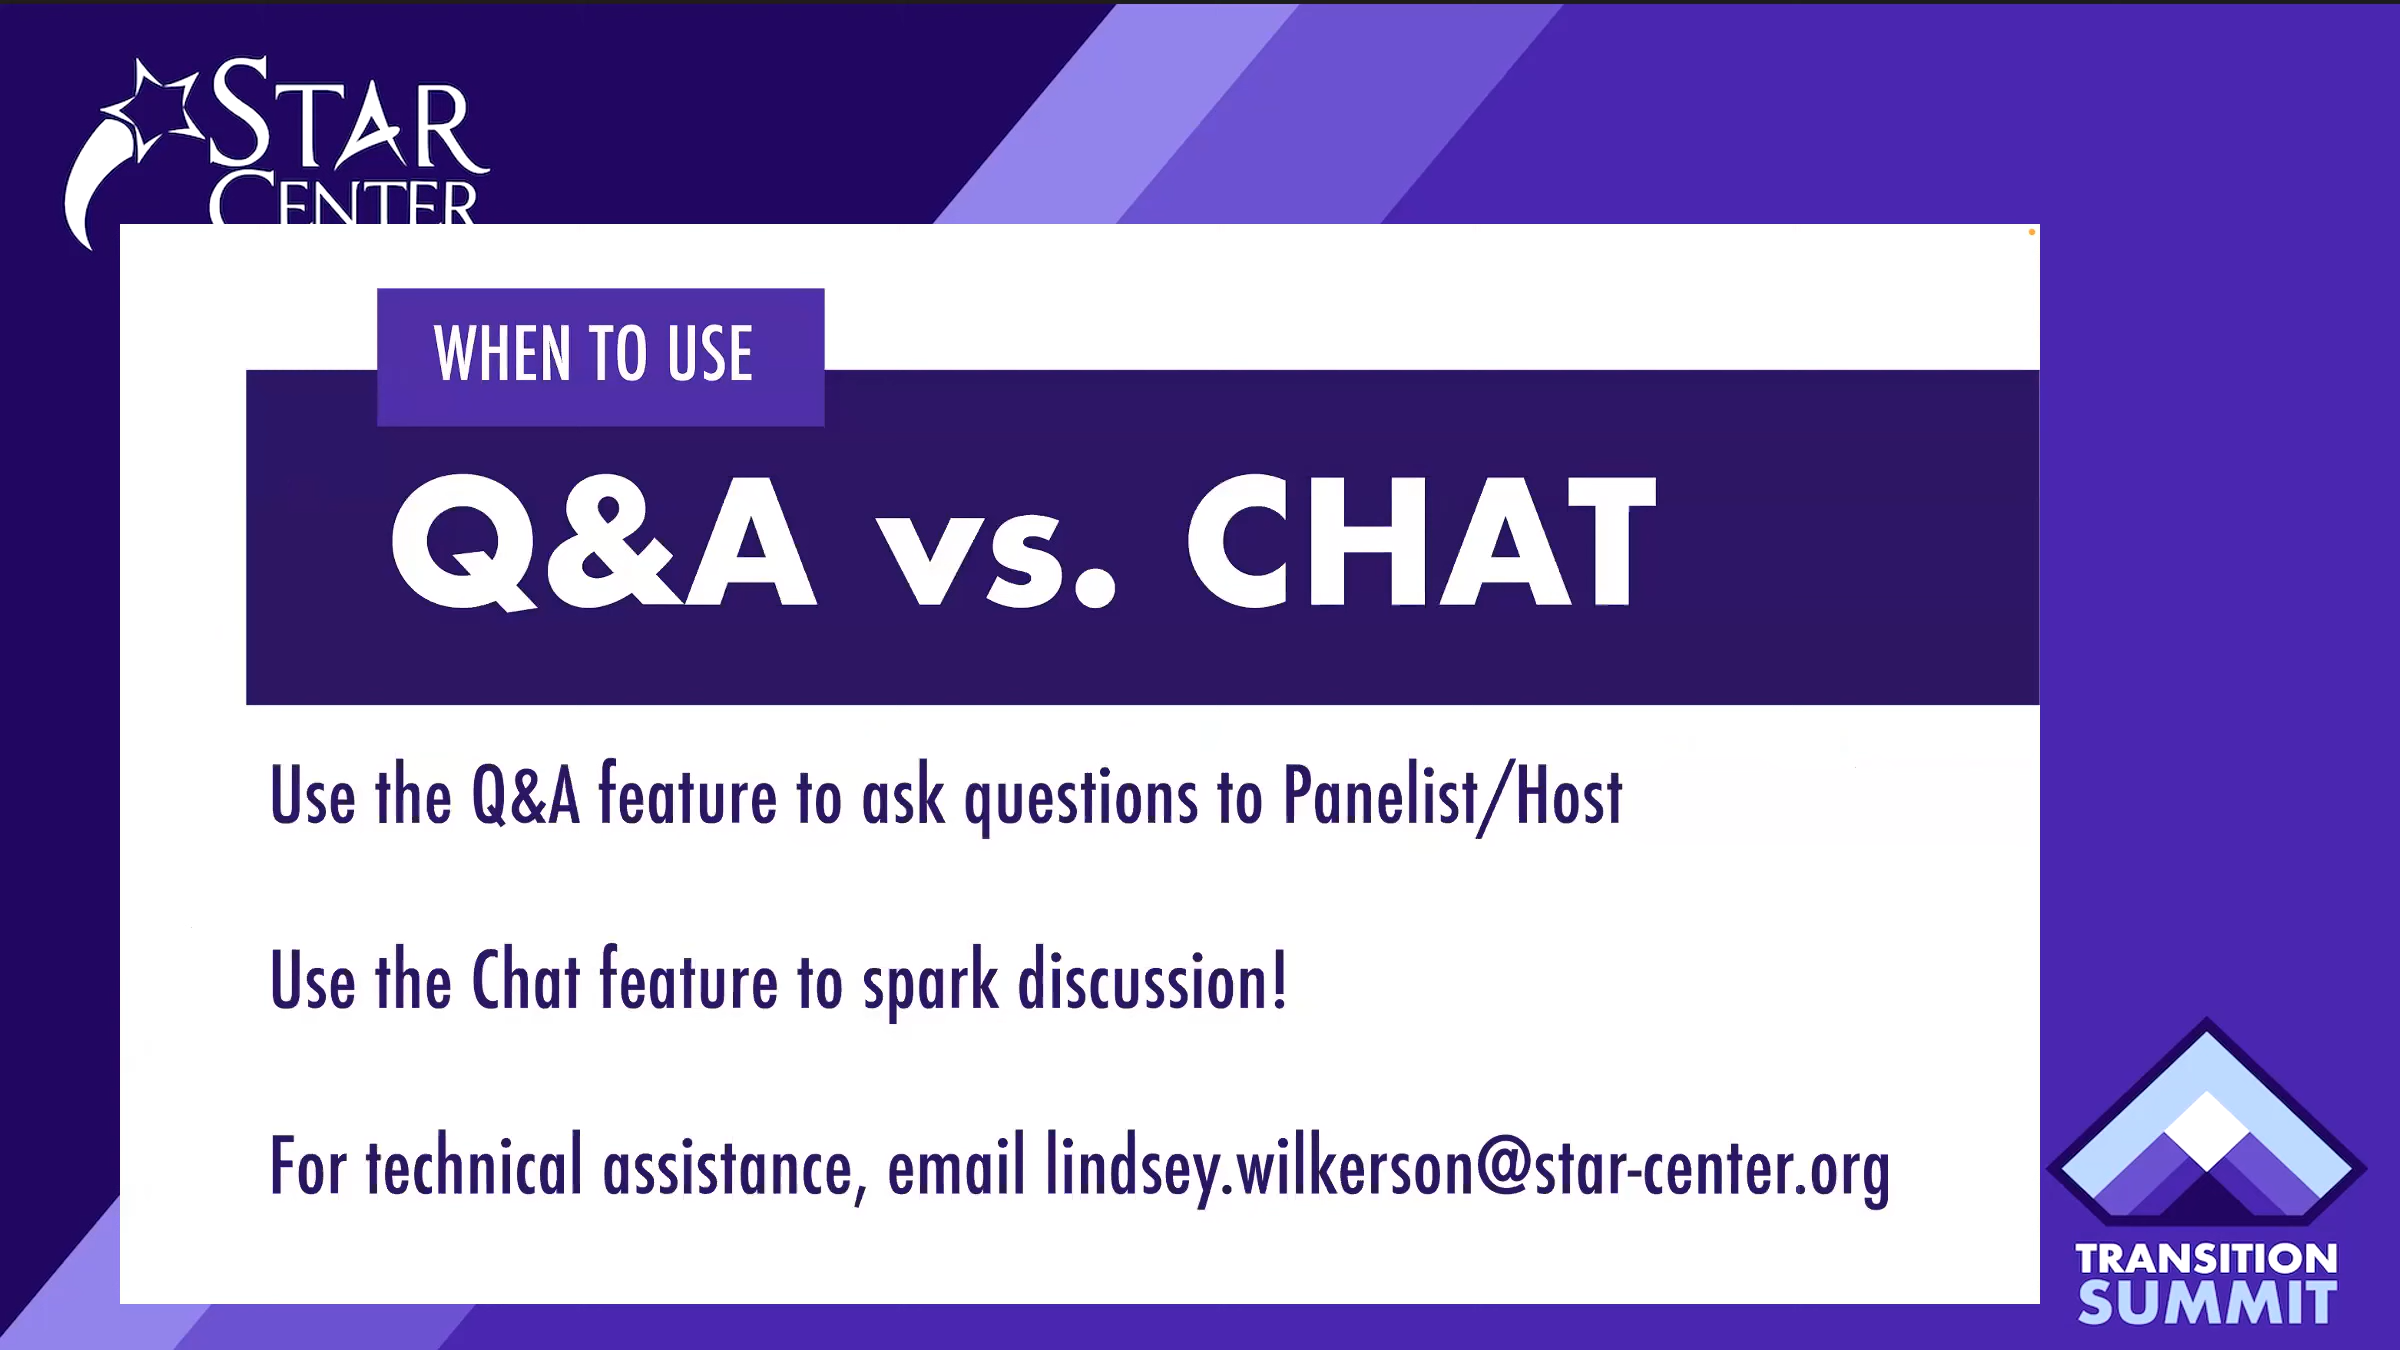 STAR
CENTER
WHEN TO USE
Q&A vs. CHAT
Use the Q&A feature to ask questions to Panelist/Host
Use the Chat feature to spark discussion!
For technical assistance, email lindsey.wilkerson@star-center.org
TRANSITION
SUMMIT